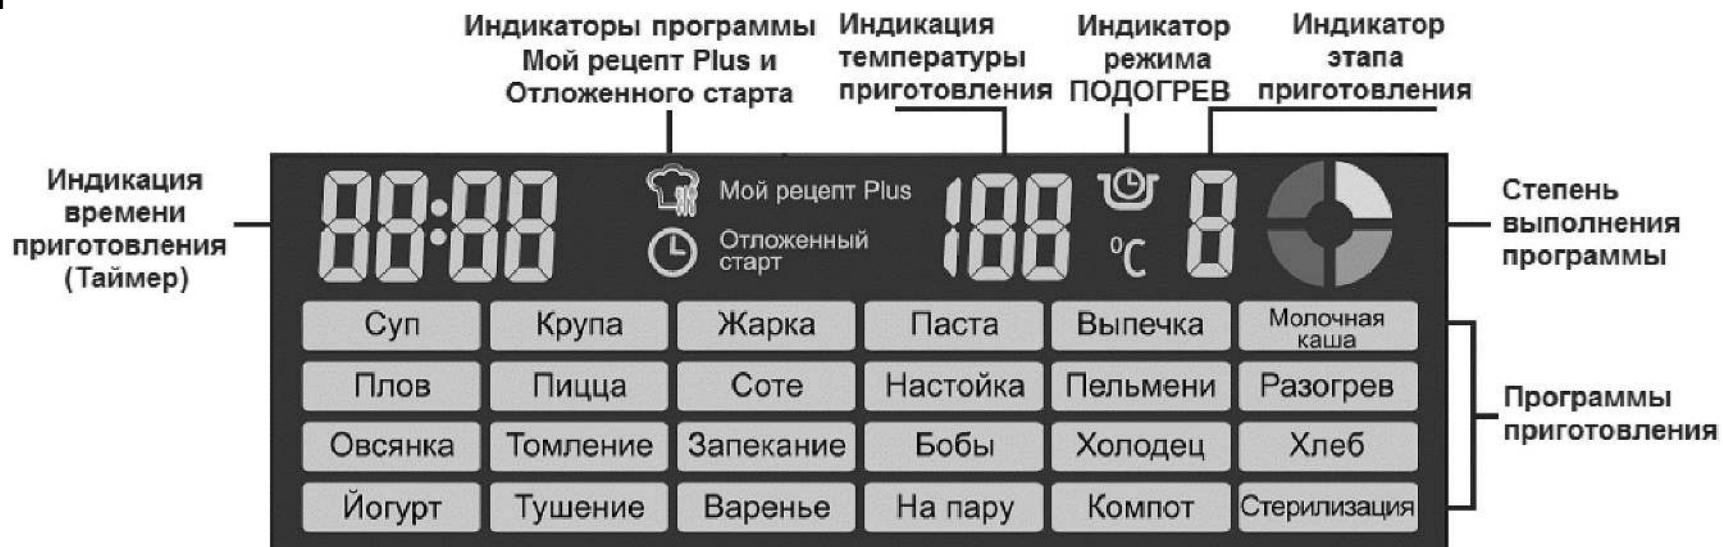 Индикаторы программы
Мой рецепт Plus и
Отложенного старта
Индикация
температуры
приготовления
Индикатор
режима
ПОДОГРЕВ
Индикатор
этапа
приготовления
Индикация
времени
приготовления
(Таймер)
88:88
Мой рецепт Plus
Отложенный
старт
188
°C
8
Степень
выполнения
программы
Суп Крупа Жарка Паста Выпечка Молочная
каша
Плов Пицца Соте Настойка Пельмени Разогрев
Овсянка Томление Запекание Бобы Холодец Хлеб
Йогурт Тушение Варенье На пару Компот Стерилизация
Программы
приготовления